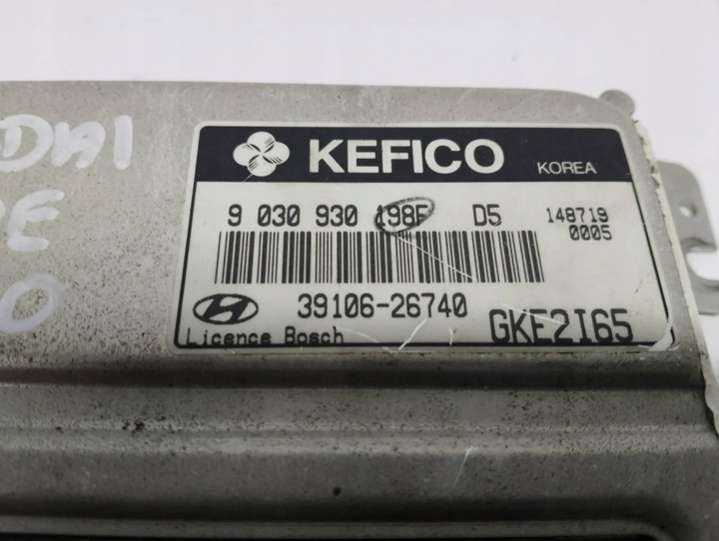 KEFICO KOREA
9 030 930 198F D5 148719
0005
39106-26740
Licence Bosch GKE2I65